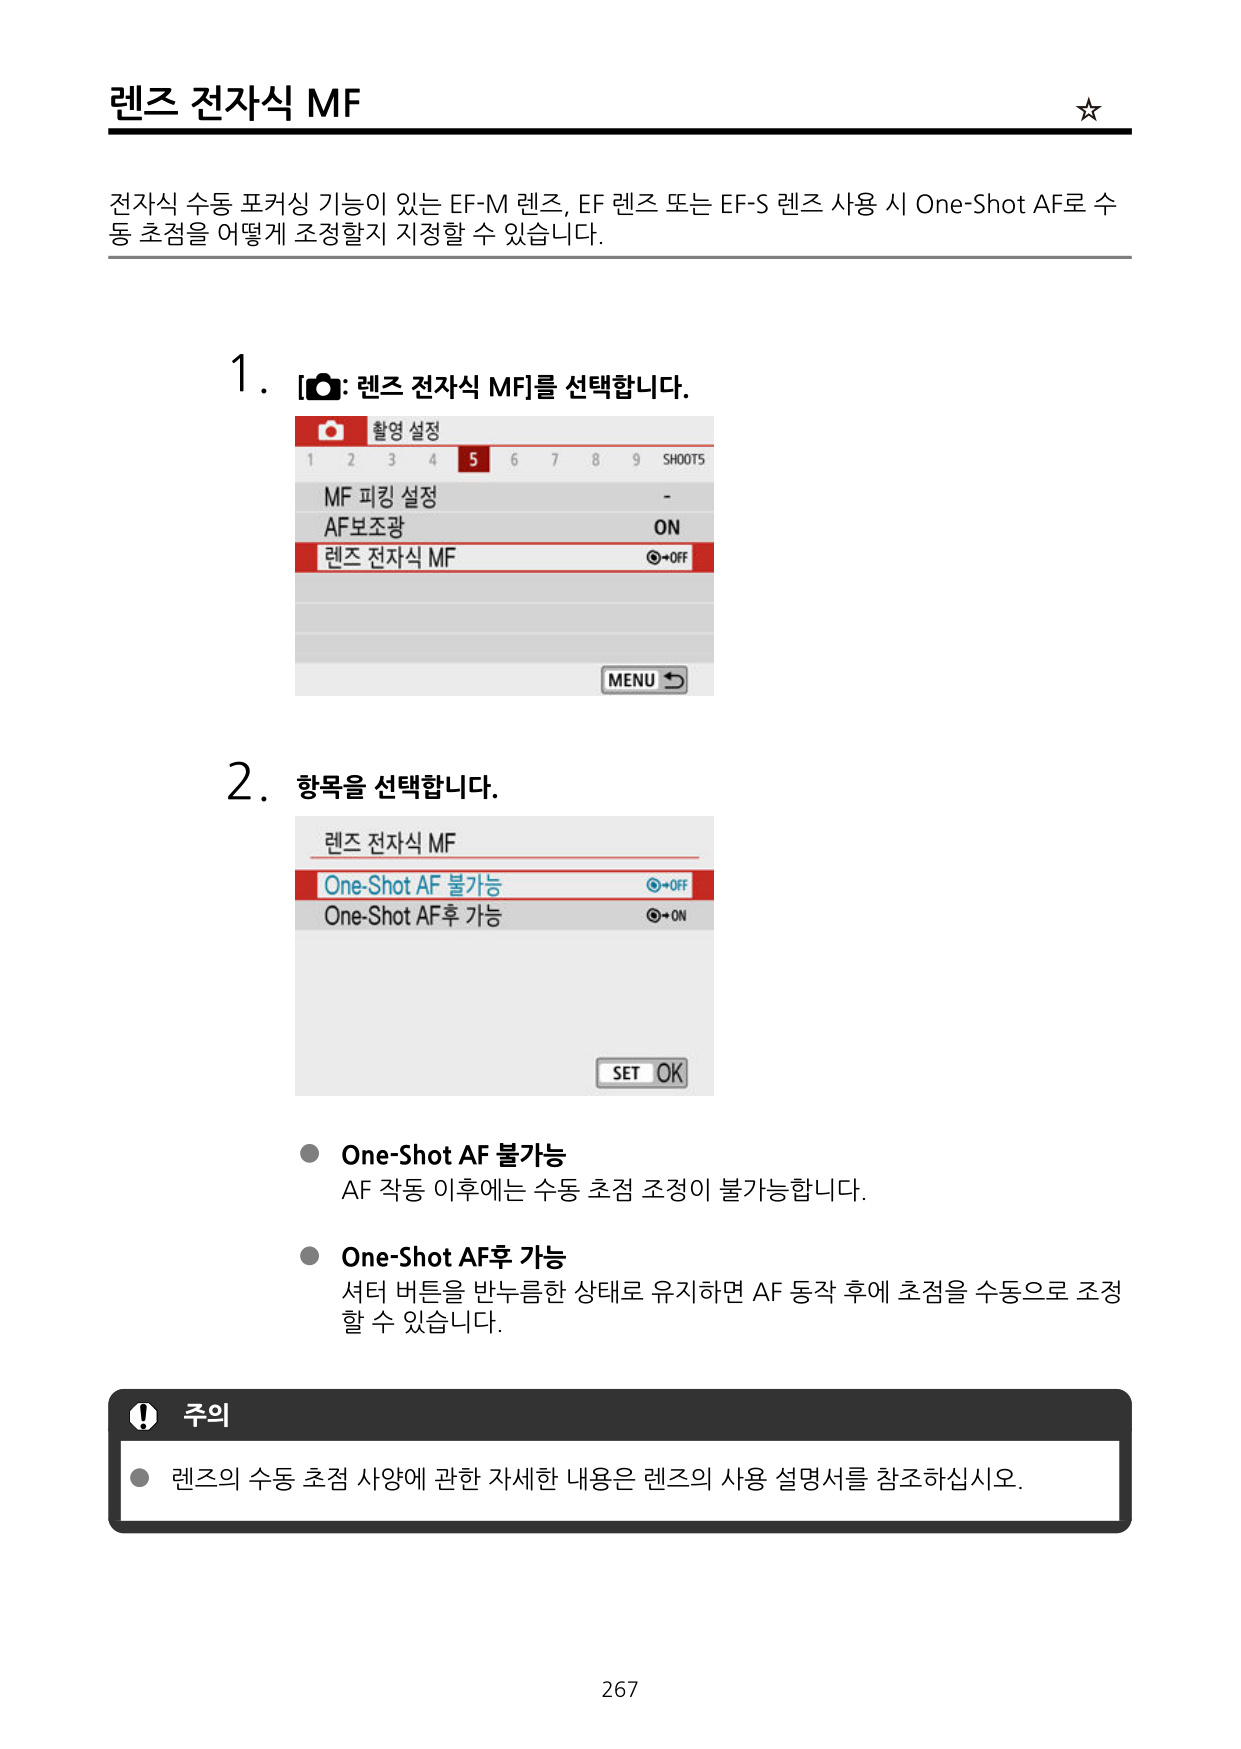 렌즈 전자식 MF ☆
전자식 수동 포커싱 기능이 있는 EF-M 렌즈, EF 렌즈 또는 EF-S 렌즈 사용 시 One-Shot AF로 수
동 초점을 어떻게 조정할지 지정할 수 있습니다.
1. [📷: 렌즈 전자식 MF]를 선택합니다.
촬영 설정
1 2 3 4 5 6 7 8 9 SHOOT5
MF 피킹 설정 -
AF보조광 ON
렌즈 전자식 MF ◉→OFF
MENU ⮌
2. 항목을 선택합니다.
렌즈 전자식 MF
One-Shot AF 불가능 ◉→OFF
One-Shot AF후 가능 ◉→ON
SET OK
● One-Shot AF 불가능
AF 작동 이후에는 수동 초점 조정이 불가능합니다.
● One-Shot AF후 가능
셔터 버튼을 반누름한 상태로 유지하면 AF 동작 후에 초점을 수동으로 조정
할 수 있습니다.
주의
● 렌즈의 수동 초점 사양에 관한 자세한 내용은 렌즈의 사용 설명서를 참조하십시오.
267